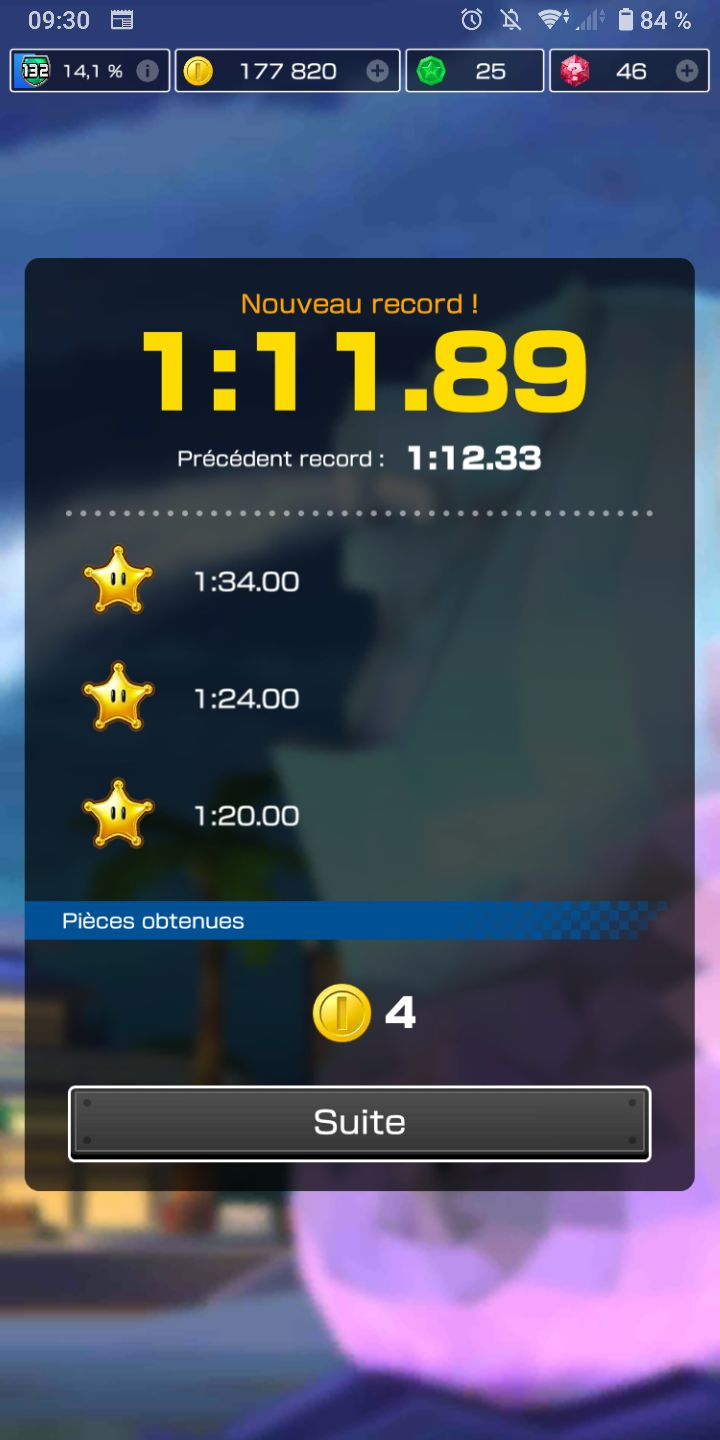 09:30 84 %
132 14,1 % i 177 820 + 25 46 +
Nouveau record !
1:11.89
Précédent record : 1:12.33
1:34.00
1:24.00
1:20.00
Pièces obtenues
4
Suite